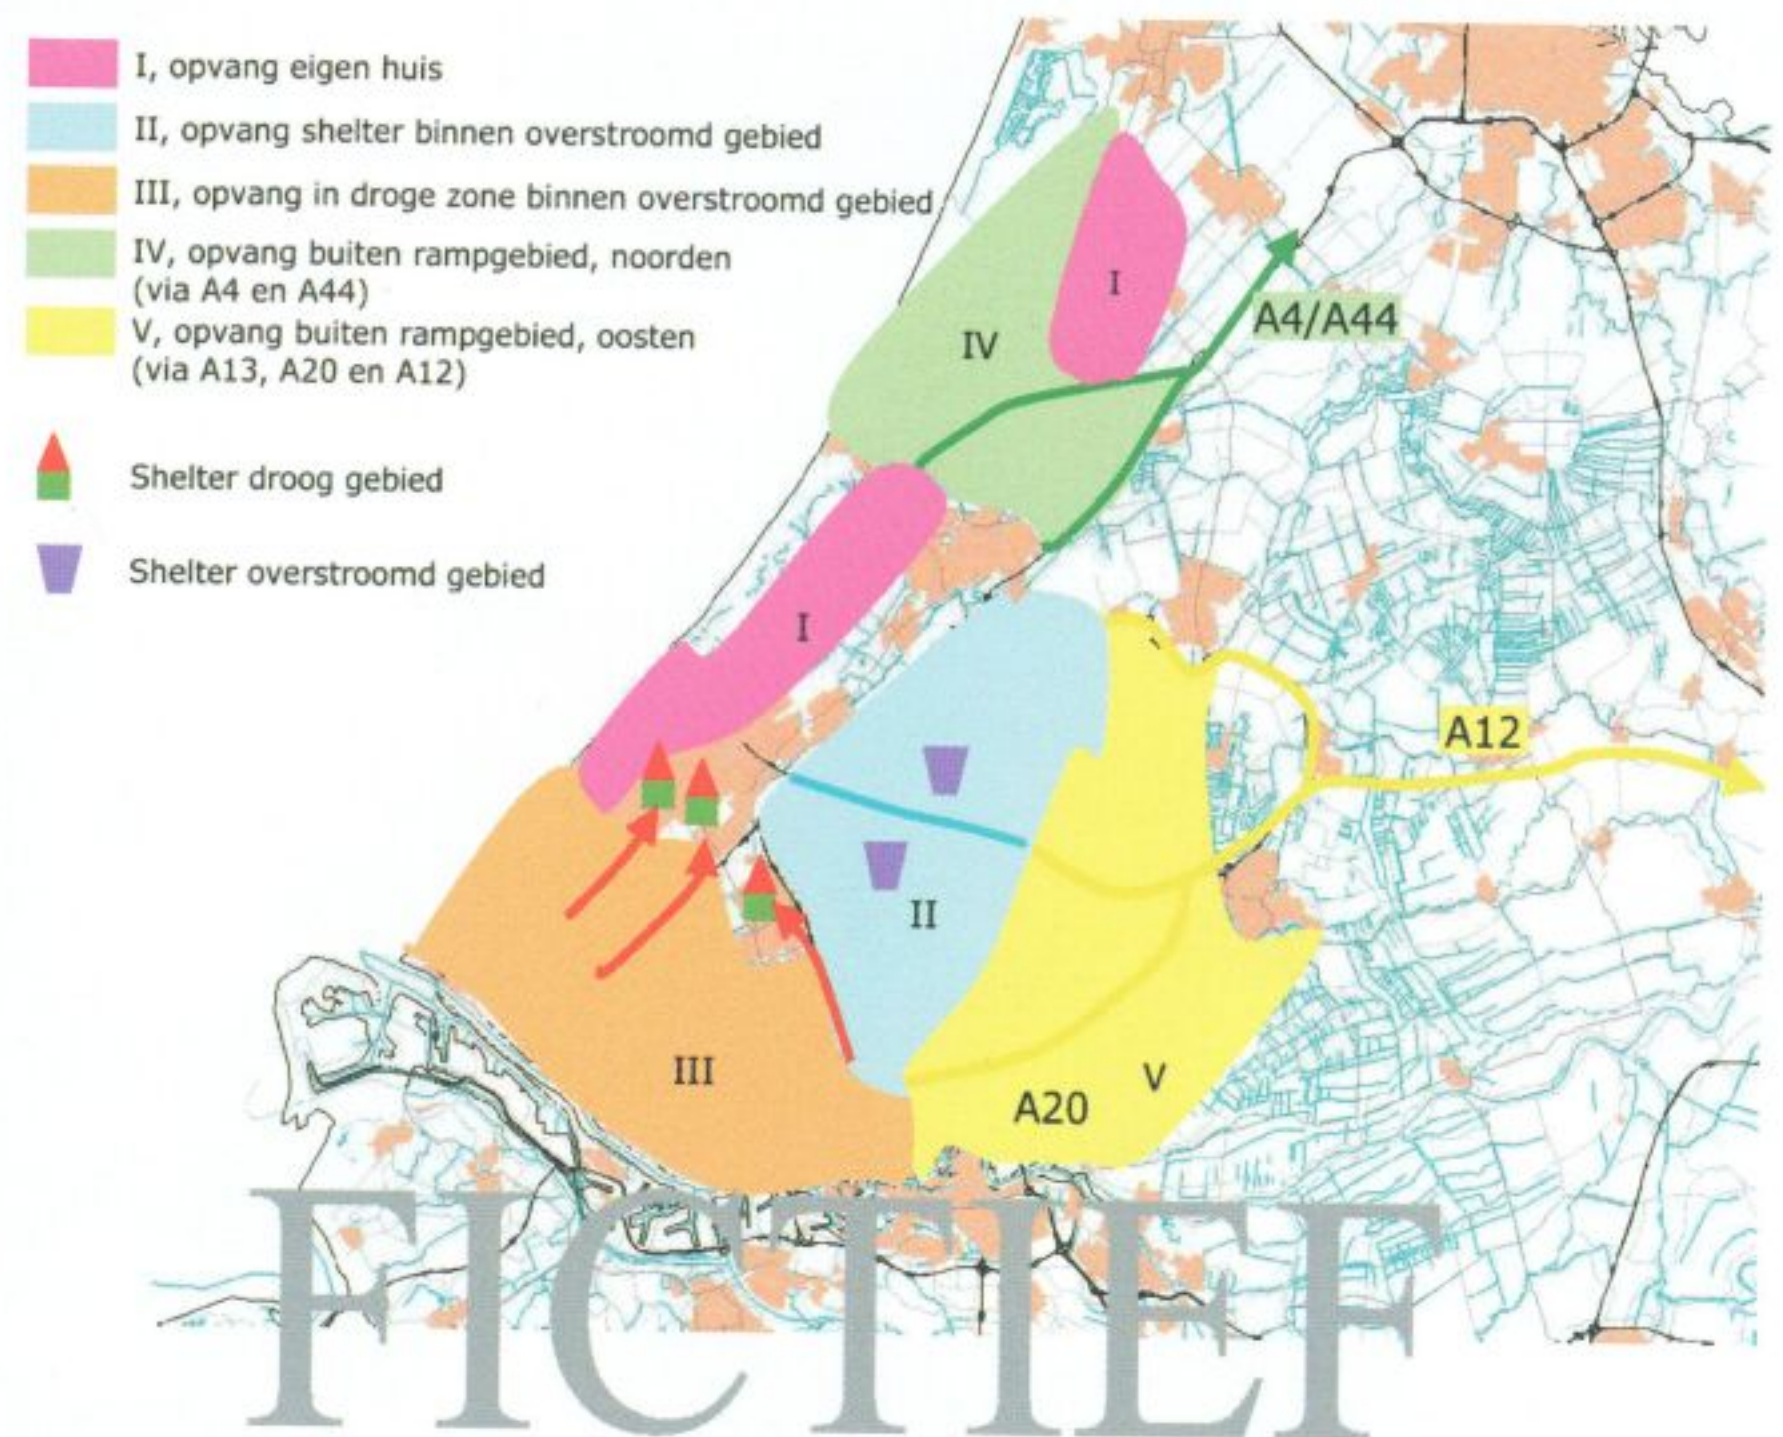 I, opvang eigen huis
II, opvang shelter binnen overstroomd gebied
III, opvang in droge zone binnen overstroomd gebied
IV, opvang buiten rampgebied, noorden
(via A4 en A44)
V, opvang buiten rampgebied, oosten
(via A13, A20 en A12)
Shelter droog gebied
Shelter overstroomd gebied
I
A4/A44
IV
I
A12
II
III
V
A20
FICTIEF